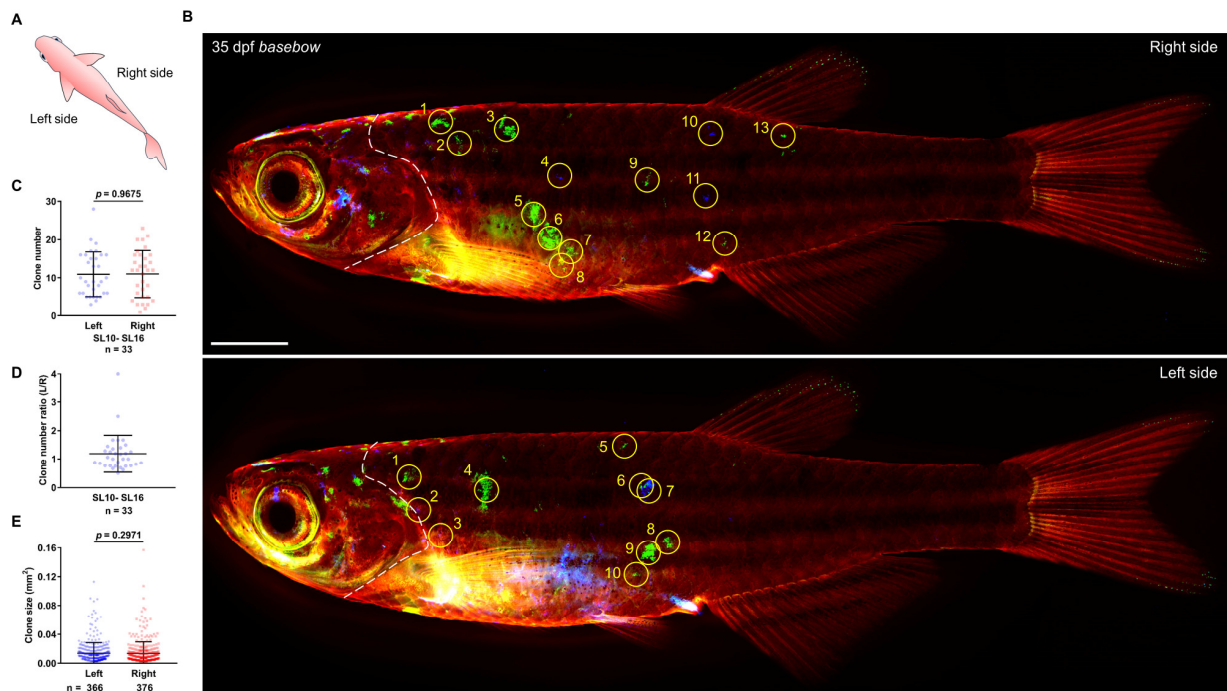 A
Right side
Left side
B
35 dpf basebow
Right side
1
2
3
4
5
6
7
8
9
10
11
12
13
Left side
1
2
3
4
5
6
7
8
9
10
C
p = 0.9675
Clone number
30
20
10
0
Left Right
SL10- SL16
n = 33
D
Clone number ratio (L/R)
4
3
2
1
0
SL10- SL16
n = 33
E
p = 0.2971
Clone size (mm²)
0.16
0.12
0.08
0.04
0.00
Left Right
n = 366 376